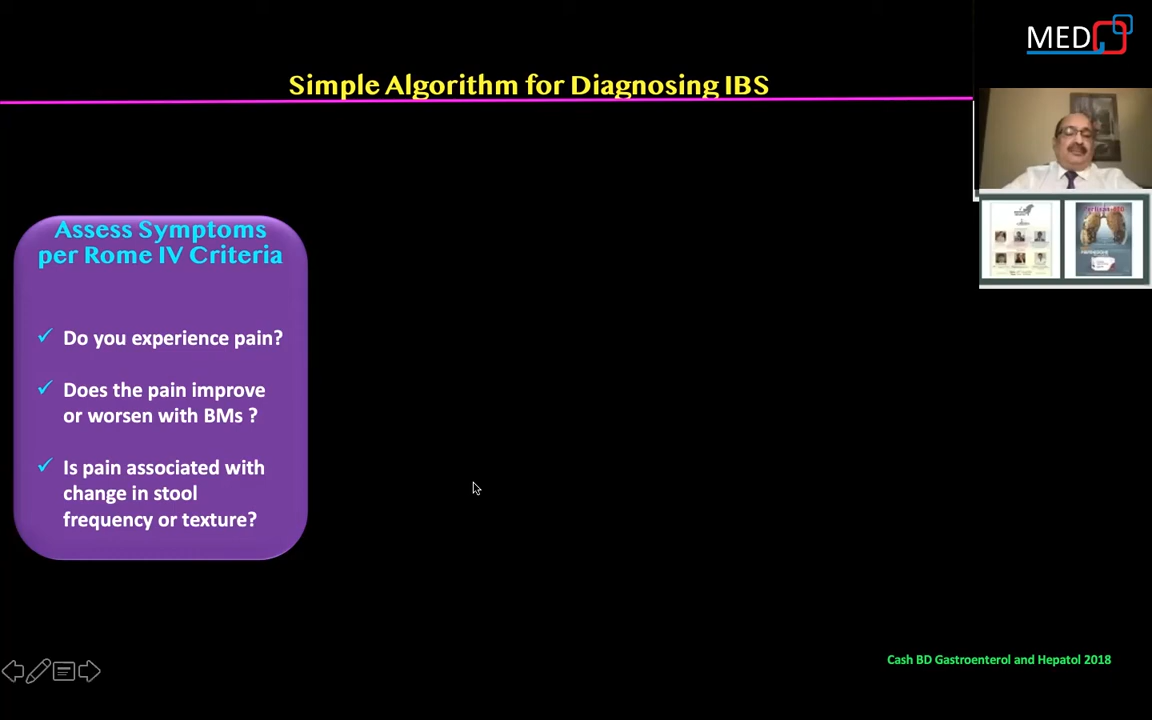 MED
Simple Algorithm for Diagnosing IBS
Assess Symptoms
per Rome IV Criteria
✓ Do you experience pain?
✓ Does the pain improve
or worsen with BMs ?
✓ Is pain associated with
change in stool
frequency or texture?
Cash BD Gastroenterol and Hepatol 2018